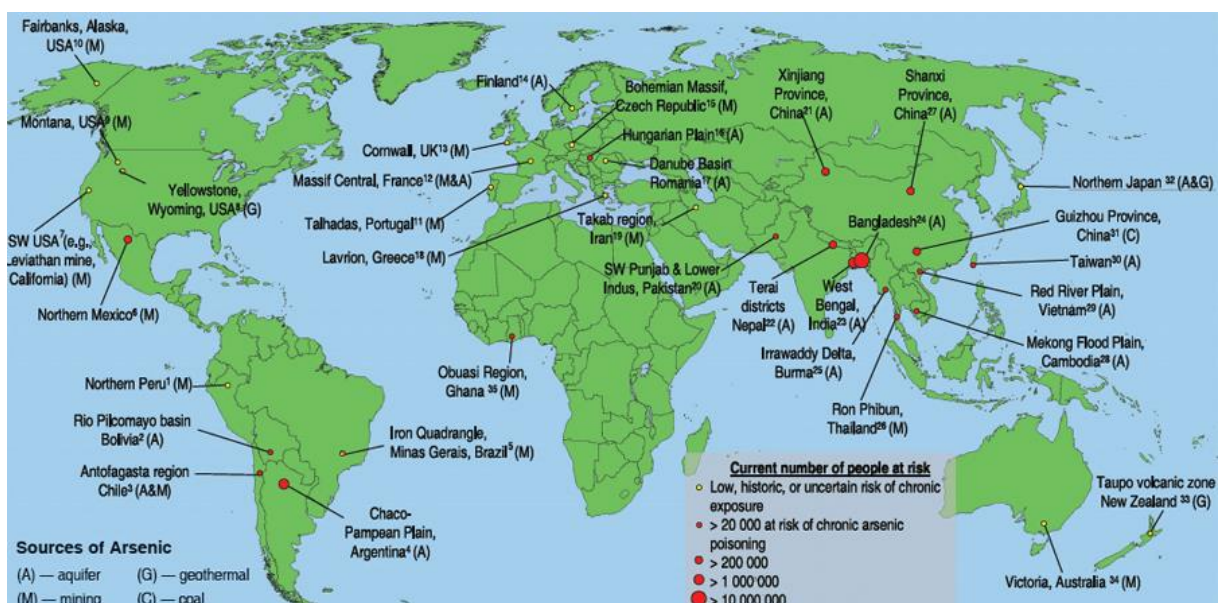 Fairbanks, Alaska,
USA¹⁰ (M)
Montana, USA⁹ (M)
Yellowstone,
Wyoming, USA⁸ (G)
SW USA⁷(e.g.,
Leviathan mine,
California) (M)
Northern Mexico⁶ (M)
Northern Peru¹ (M)
Rio Pilcomayo basin
Bolivia² (A)
Antofagasta region
Chile³ (A&M)
Chaco-
Pampean Plain,
Argentina⁴ (A)
Iron Quadrangle,
Minas Gerais, Brazil⁵ (M)
Finland¹⁴ (A)
Bohemian Massif,
Czech Republic¹⁵ (M)
Hungarian Plain¹⁶ (A)
Cornwall, UK¹³ (M)
Massif Central, France¹² (M&A)
Danube Basin
Romania¹⁷ (A)
Talhadas, Portugal¹¹ (M)
Takab region,
Iran¹⁹ (M)
Lavrion, Greece¹⁸ (M)
SW Punjab & Lower
Indus, Pakistan²⁰ (A)
Obuasi Region,
Ghana ³⁵ (M)
Xinjiang
Province,
China²¹ (A)
Shanxi
Province,
China²⁷ (A)
Northern Japan ³² (A&G)
Bangladesh²⁴ (A)
Guizhou Province,
China³¹ (C)
Taiwan³⁰ (A)
Terai
districts
Nepal²² (A)
West
Bengal,
India²³ (A)
Red River Plain,
Vietnam²⁹ (A)
Irrawaddy Delta,
Burma²⁵ (A)
Mekong Flood Plain,
Cambodia²⁸ (A)
Ron Phibun,
Thailand²⁶ (M)
Taupo volcanic zone
New Zealand ³³ (G)
Victoria, Australia ³⁴ (M)
Current number of people at risk
Low, historic, or uncertain risk of chronic
exposure
> 20 000 at risk of chronic arsenic
poisoning
> 200 000
> 1 000 000
> 10 000 000
Sources of Arsenic
(A) — aquifer (G) — geothermal
(M) — mining (C) — coal